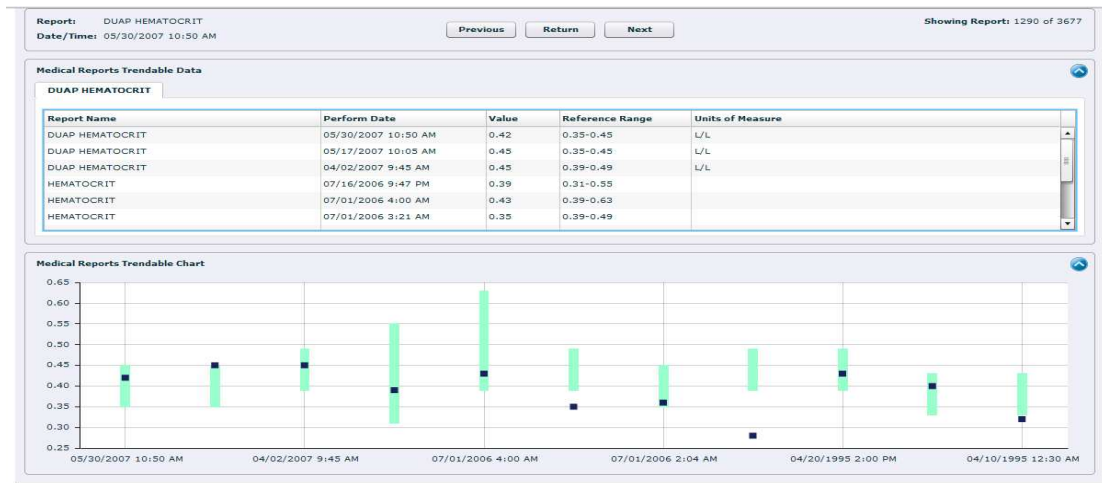 Report: DUAP HEMATOCRIT
Date/Time: 05/30/2007 10:50 AM
Previous Return Next
Showing Report: 1290 of 3677
Medical Reports Trendable Data
DUAP HEMATOCRIT
Report Name Perform Date Value Reference Range Units of Measure
DUAP HEMATOCRIT 05/30/2007 10:50 AM 0.42 0.35-0.45 L/L
DUAP HEMATOCRIT 05/17/2007 10:05 AM 0.45 0.35-0.45 L/L
DUAP HEMATOCRIT 04/02/2007 9:45 AM 0.45 0.39-0.49 L/L
HEMATOCRIT 07/16/2006 9:47 PM 0.39 0.31-0.55
HEMATOCRIT 07/01/2006 4:00 AM 0.43 0.39-0.63
HEMATOCRIT 07/01/2006 3:21 AM 0.35 0.39-0.49
Medical Reports Trendable Chart
0.65
0.60
0.55
0.50
0.45
0.40
0.35
0.30
0.25
05/30/2007 10:50 AM 04/02/2007 9:45 AM 07/01/2006 4:00 AM 07/01/2006 2:04 AM 04/20/1995 2:00 PM 04/10/1995 12:30 AM